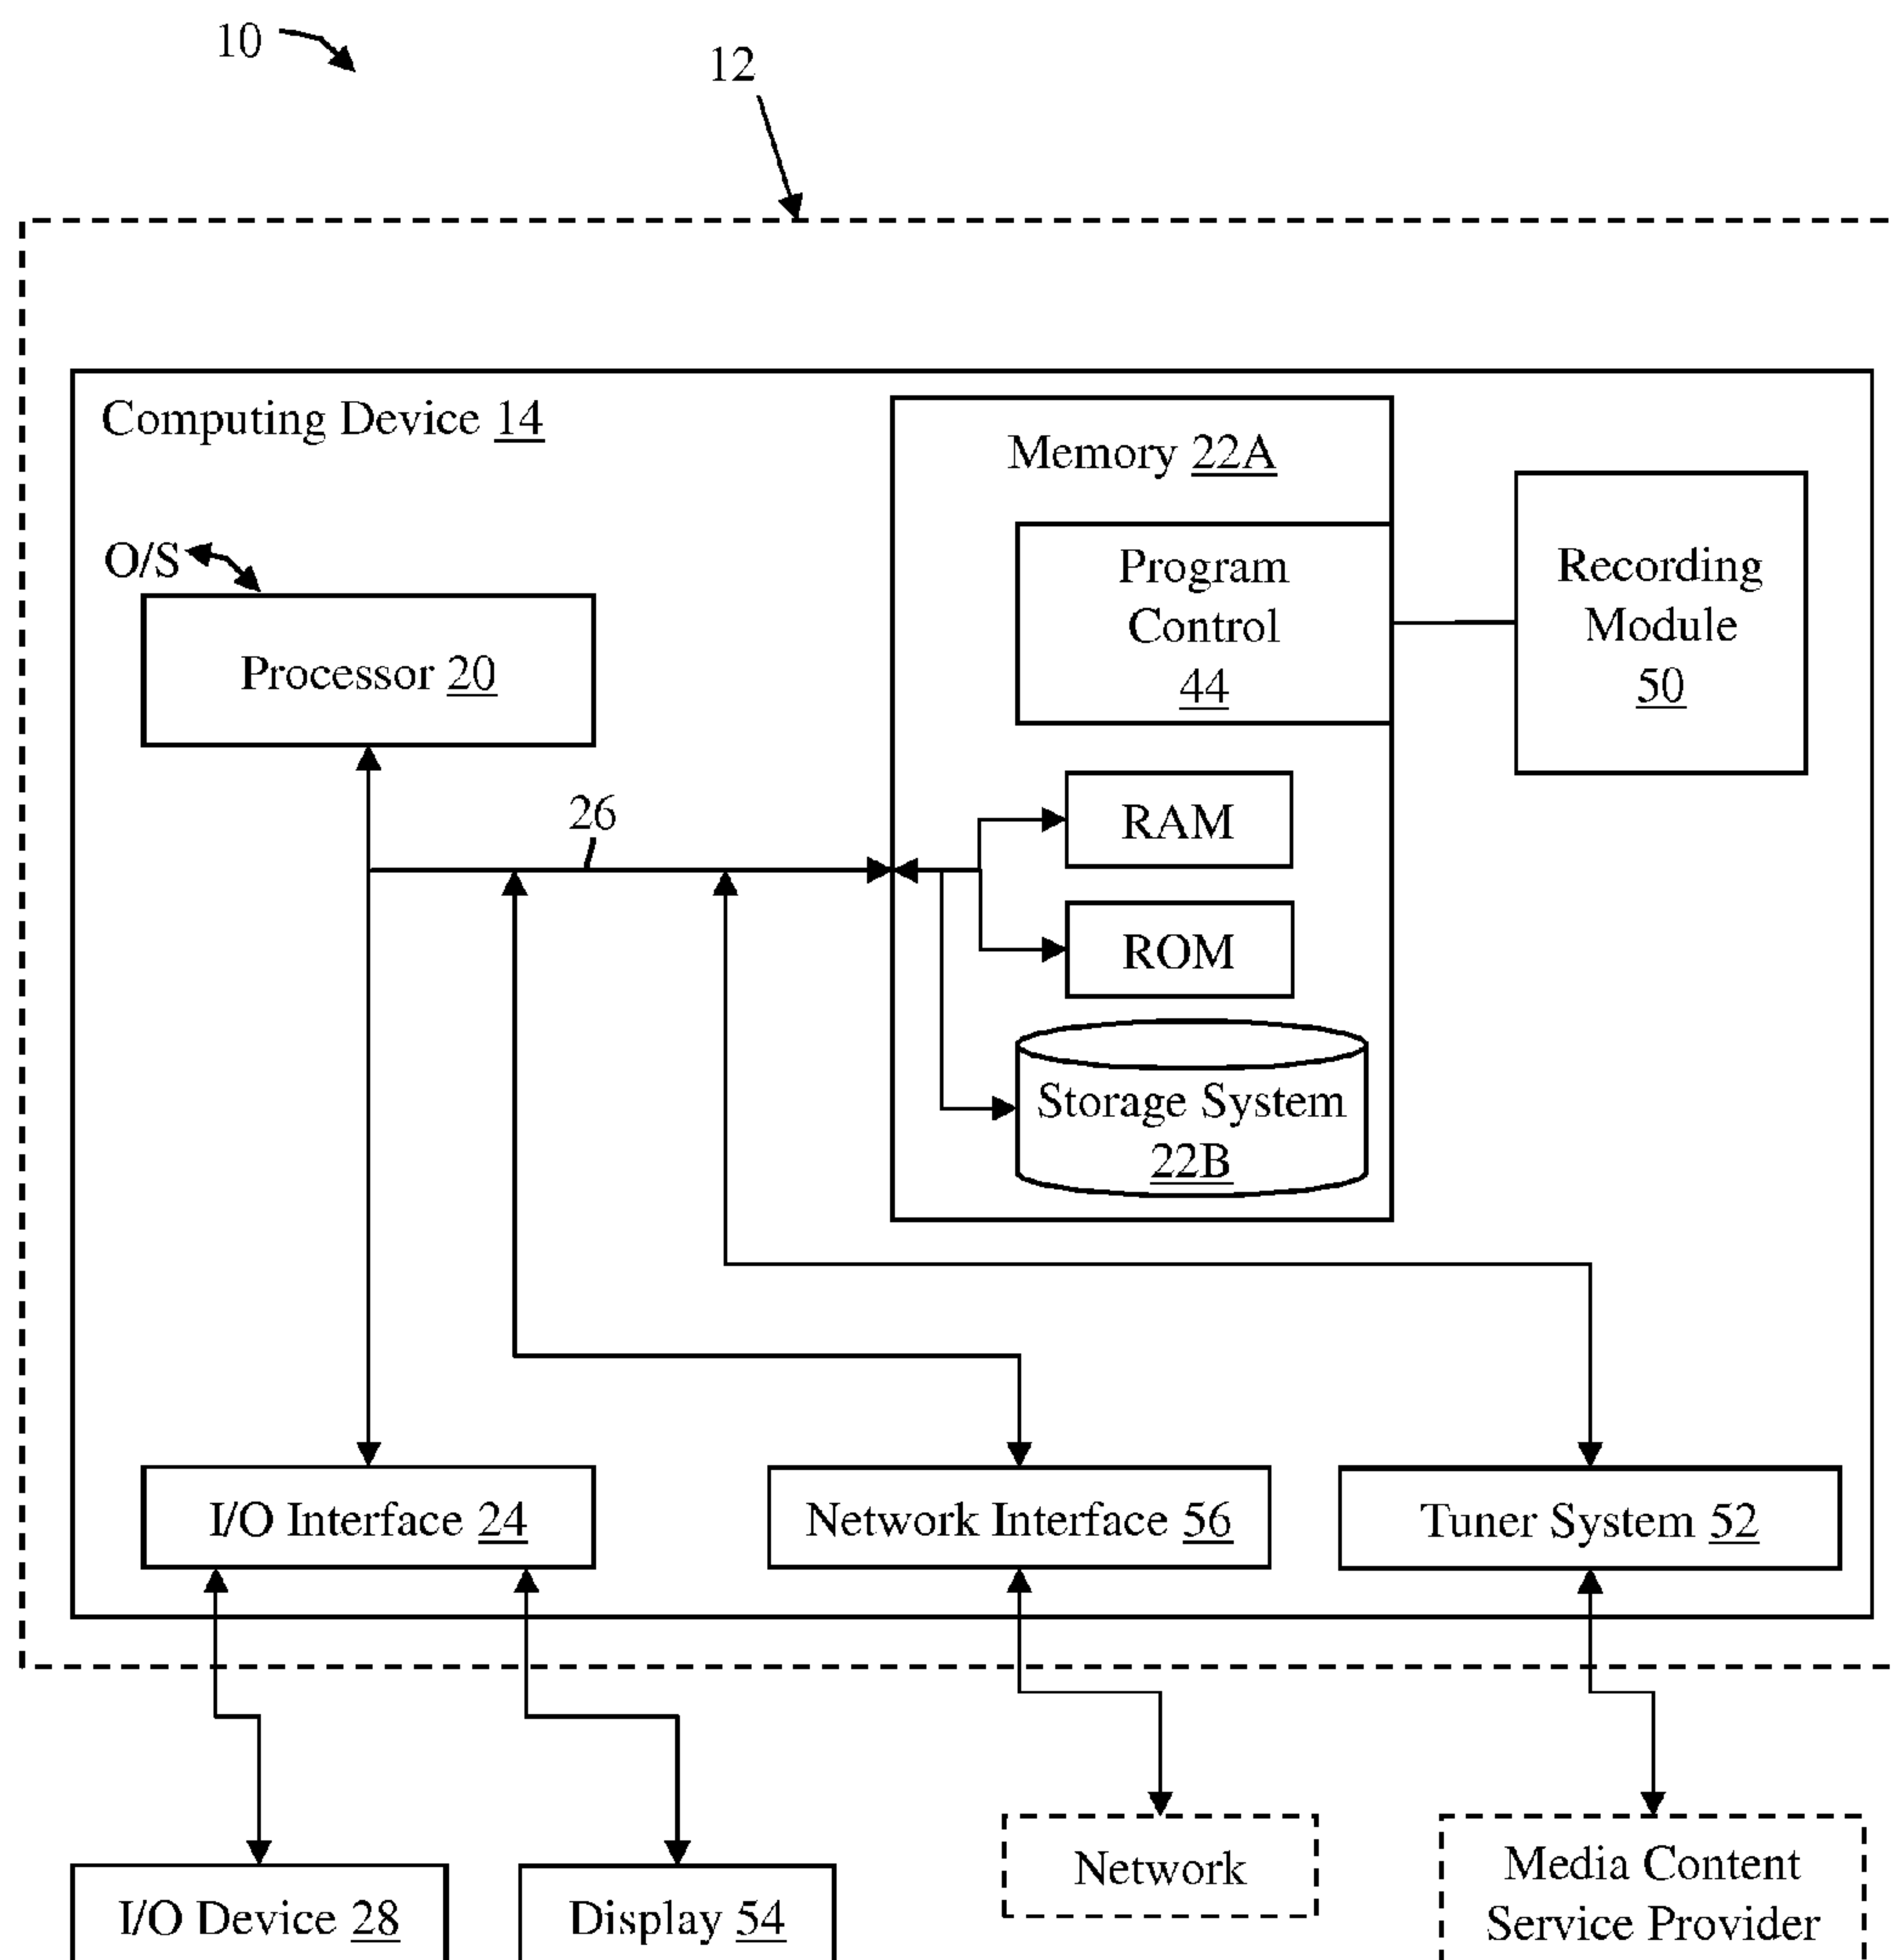 10
12
Computing Device 14
Memory 22A
O/S
Program
Control
44
Recording
Module
50
Processor 20
26
RAM
ROM
Storage System
22B
I/O Interface 24
Network Interface 56
Tuner System 52
I/O Device 28
Display 54
Network
Media Content
Service Provider